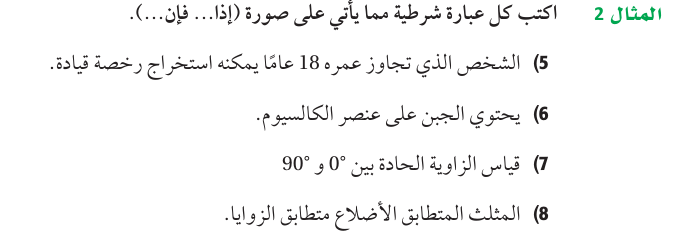 المثال 2 اكتب كل عبارة شرطية مما يأتي على صورة (إذا... فإن...).
5) الشخص الذي تجاوز عمره 18 عامًا يمكنه استخراج رخصة قيادة.
6) يحتوي الجبن على عنصر الكالسيوم.
7) قياس الزاوية الحادة بين 0° و 90°
8) المثلث المتطابق الأضلاع متطابق الزوايا.